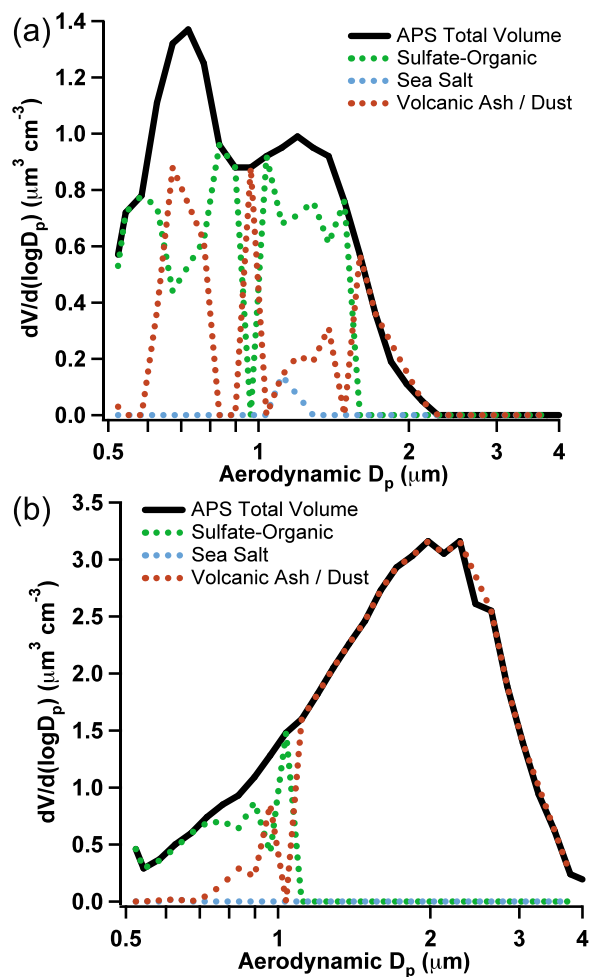 (a)
APS Total Volume
Sulfate-Organic
Sea Salt
Volcanic Ash / Dust
dV/d(logDp) (μm³ cm⁻³)
1.4
1.2
1.0
0.8
0.6
0.4
0.2
0.0
0.5 1 2 3 4
Aerodynamic Dp (μm)
(b)
APS Total Volume
Sulfate-Organic
Sea Salt
Volcanic Ash / Dust
dV/d(logDp) (μm³ cm⁻³)
3.5
3.0
2.5
2.0
1.5
1.0
0.5
0.0
0.5 1 2 3 4
Aerodynamic Dp (μm)